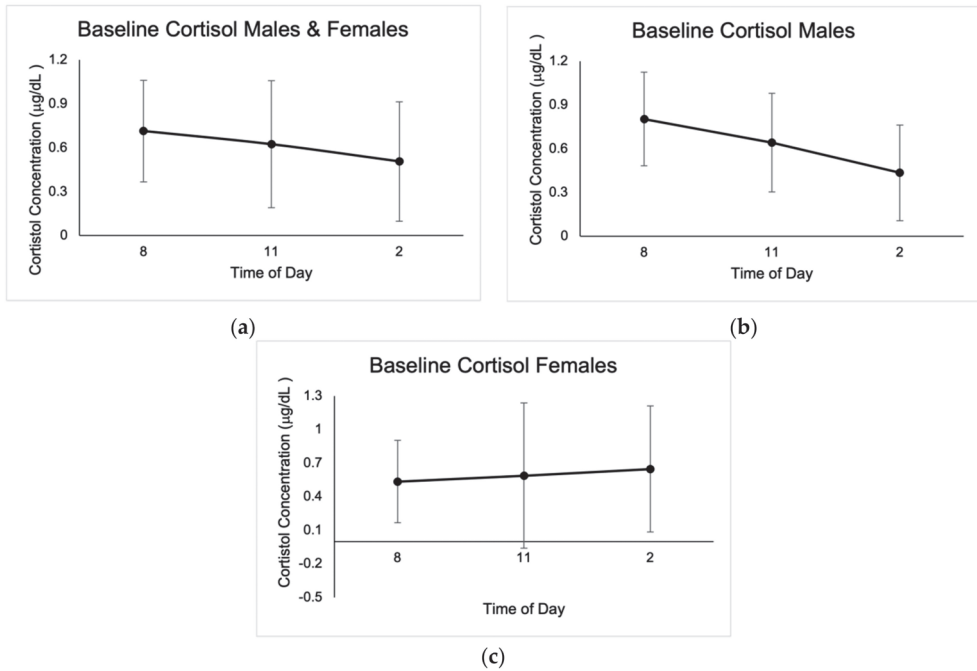 Baseline Cortisol Males & Females
Cortistol Concentration (µg/dL )
1.2
0.9
0.6
0.3
0
8 11 2
Time of Day
(a)
Baseline Cortisol Males
Cortistol Concentration (µg/dL )
1.2
0.9
0.6
0.3
0
8 11 2
Time of Day
(b)
Baseline Cortisol Females
Cortistol Concentration (µg/dL )
1.3
1
0.7
0.4
0.1
-0.2
-0.5
8 11 2
Time of Day
(c)